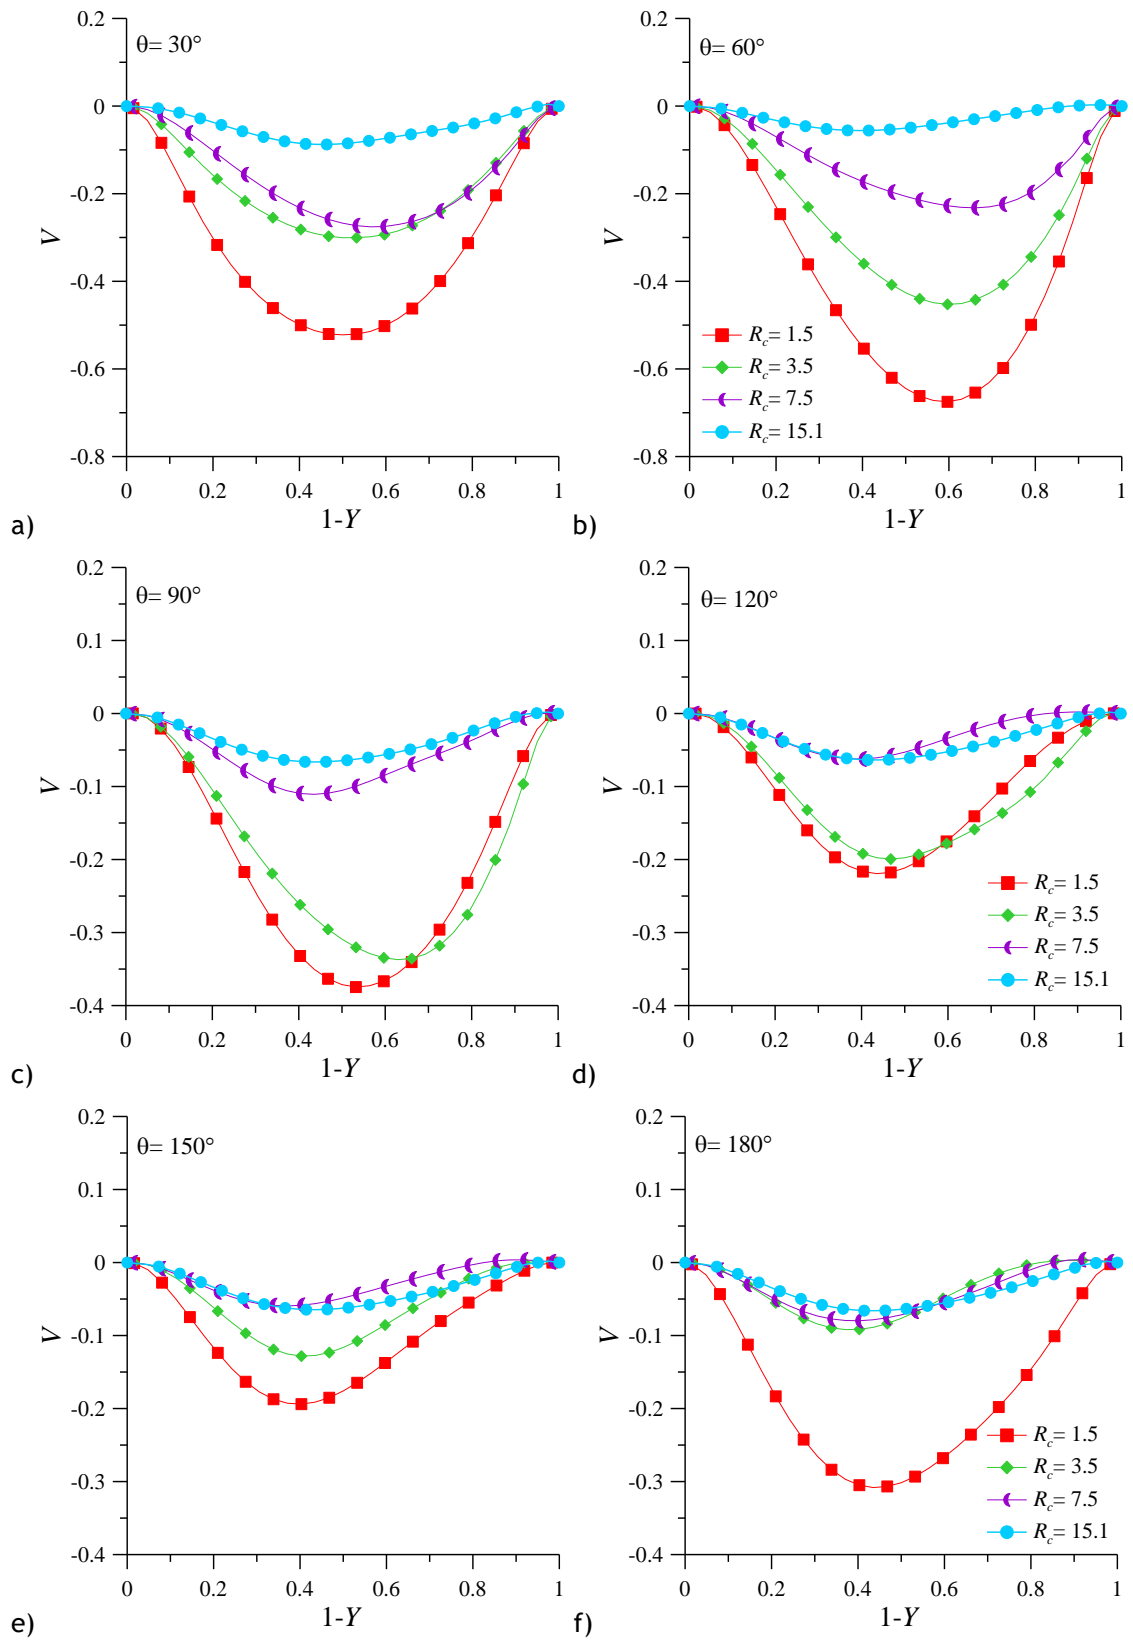 0.2
0
-0.2
-0.4
-0.6
-0.8
V
θ= 30°
0 0.2 0.4 0.6 0.8 1
1-Y
a)
0.2
0
-0.2
-0.4
-0.6
-0.8
V
θ= 60°
Rc= 1.5
Rc= 3.5
Rc= 7.5
Rc= 15.1
0 0.2 0.4 0.6 0.8 1
1-Y
b)
0.2
0.1
0
-0.1
-0.2
-0.3
-0.4
V
θ= 90°
0 0.2 0.4 0.6 0.8 1
1-Y
c)
0.2
0.1
0
-0.1
-0.2
-0.3
-0.4
V
θ= 120°
Rc= 1.5
Rc= 3.5
Rc= 7.5
Rc= 15.1
0 0.2 0.4 0.6 0.8 1
1-Y
d)
0.2
0.1
0
-0.1
-0.2
-0.3
-0.4
V
θ= 150°
0 0.2 0.4 0.6 0.8 1
1-Y
e)
0.2
0.1
0
-0.1
-0.2
-0.3
-0.4
V
θ= 180°
Rc= 1.5
Rc= 3.5
Rc= 7.5
Rc= 15.1
0 0.2 0.4 0.6 0.8 1
1-Y
f)